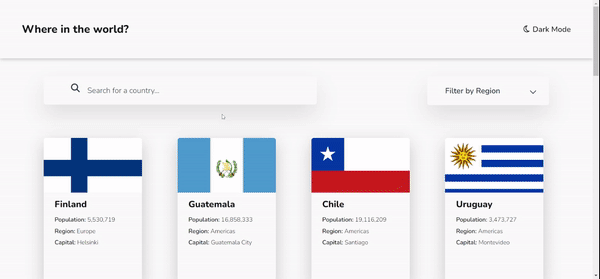 Where in the world?
Dark Mode
Search for a country...
Filter by Region
Finland
Population: 5,530,719
Region: Europe
Capital: Helsinki
Guatemala
Population: 16,858,333
Region: Americas
Capital: Guatemala City
Chile
Population: 19,116,209
Region: Americas
Capital: Santiago
Uruguay
Population: 3,473,727
Region: Americas
Capital: Montevideo